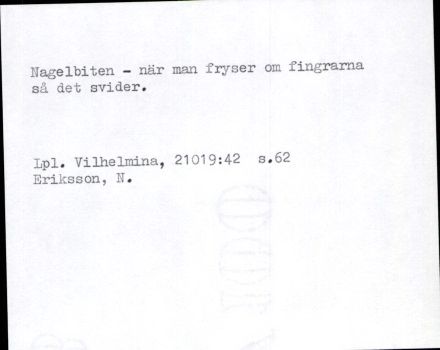 Nagelbiten - när man fryser om fingrarna
så det svider.
Lpl. Vilhelmina, 21019:42 s.62
Eriksson, N.